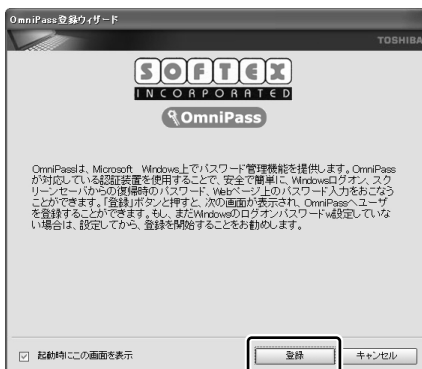 OmniPass登録ウィザード
TOSHIBA
SOFTEX
INCORPORATED
OmniPass
OmniPassは、Microsoft Windows上でパスワード管理機能を提供します。OmniPass
が対応している認証装置を使用することで、安全で簡単に、Windowsログオン、スク
リーンセーバからの復帰時のパスワード、Webページ上のパスワード入力をおこなう
ことができます。「登録」ボタンと押すと、次の画面が表示され、OmniPassへユーザ
を登録することができます。もし、まだWindowsのログオンパスワードw設定していな
い場合は、設定してから、登録を開始することをお勧めします。
起動時にこの画面を表示
登録
キャンセル